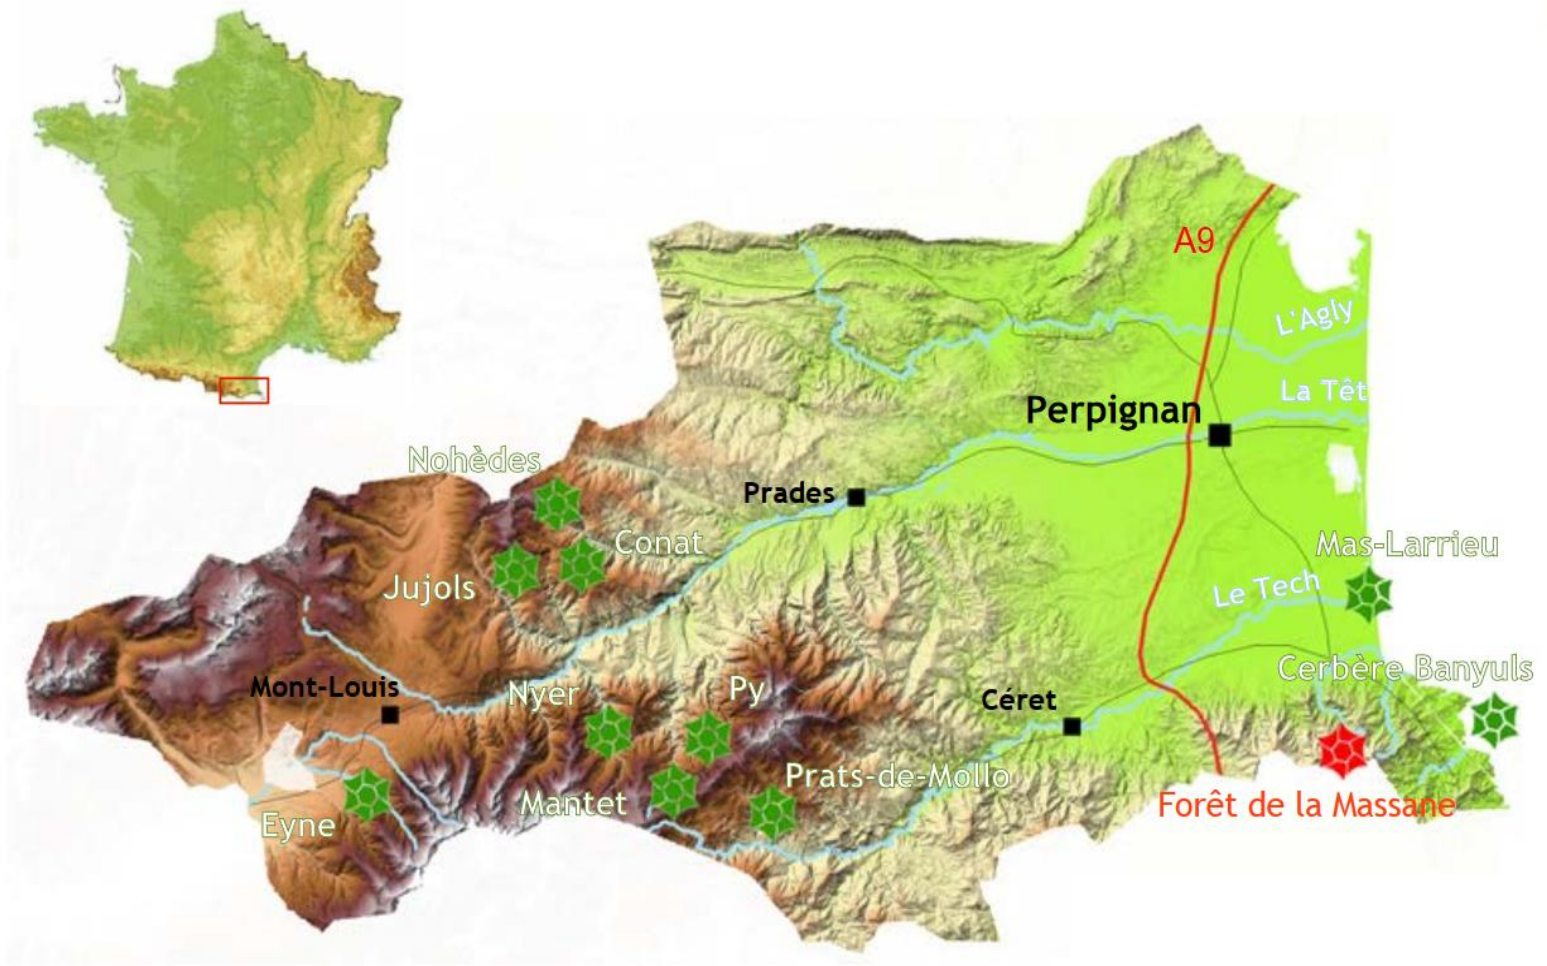 A9
L'Agly
La Têt
Perpignan
Nohèdes
Prades
Conat
Mas-Larrieu
Jujols
Le Tech
Cerbère Banyuls
Mont-Louis
Nyer
Py
Céret
Prats-de-Mollo
Mantet
Forêt de la Massane
Eyne